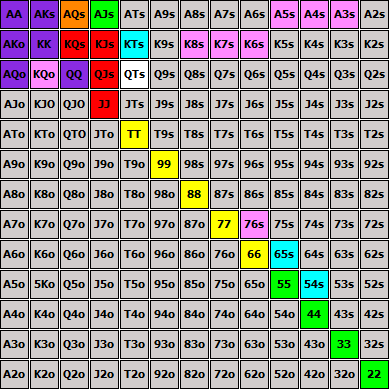 AA AKs AQs AJs ATs A9s A8s A7s A6s A5s A4s A3s A2s
AKo KK KQs KJs KTs K9s K8s K7s K6s K5s K4s K3s K2s
AQo KQo QQ QJs QTs Q9s Q8s Q7s Q6s Q5s Q4s Q3s Q2s
AJo KJO QJO JJ JTs J9s J8s J7s J6s J5s J4s J3s J2s
ATo KTo QTO JTo TT T9s T8s T7s T6s T5s T4s T3s T2s
A9o K9o Q9o J9o T9o 99 98s 97s 96s 95s 94s 93s 92s
A8o K8o Q8o J8o T8o 98o 88 87s 86s 85s 84s 83s 82s
A7o K7o Q7o J7o T7o 97o 87o 77 76s 75s 74s 73s 72s
A6o K6o Q6o J6o T6o 96o 86o 76o 66 65s 64s 63s 62s
A5o 5Ko Q5o J5o T5o 95o 85o 75o 65o 55 54s 53s 52s
A4o K4o Q4o J4o T4o 94o 84o 74o 64o 54o 44 43s 42s
A3o K3o Q3o J3o T3o 93o 83o 73o 63o 53o 43o 33 32s
A2o K2o Q2o J2o T2o 92o 82o 72o 62o 52o 42o 32o 22